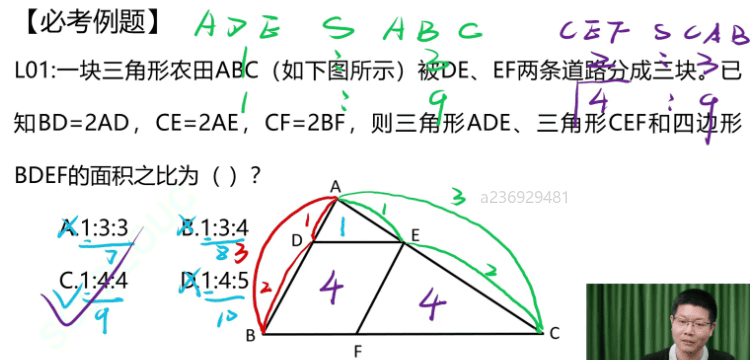 【必考例题】
A D E S A B C
C E F S C A B
1 : 3
2 : 3
L01:一块三角形农田ABC（如下图所示）被DE、EF两条道路分成三块。已
1 : 9
4 : 9
知BD=2AD，CE=2AE，CF=2BF，则三角形ADE、三角形CEF和四边形
BDEF的面积之比为（ ）？
a236929481
A
3
A.1:3:3
7
B.1:3:4
8
3
1
1
1
D
E
2
2
C.1:4:4
9
D.1:4:5
10
4
4
B
F
C